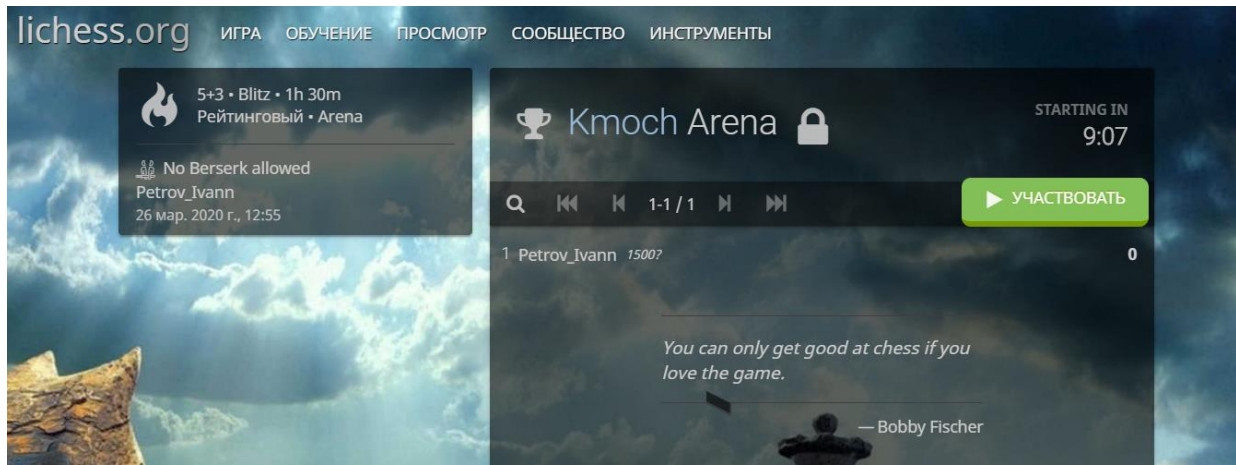 lichess.org ИГРА ОБУЧЕНИЕ ПРОСМОТР СООБЩЕСТВО ИНСТРУМЕНТЫ
5+3 • Blitz • 1h 30m
Рейтинговый • Arena
No Berserk allowed
Petrov_Ivann
26 мар. 2020 г., 12:55
Kmoch Arena
STARTING IN
9:07
1-1 / 1
УЧАСТВОВАТЬ
1 Petrov_Ivann 1500? 0
You can only get good at chess if you
love the game.
— Bobby Fischer